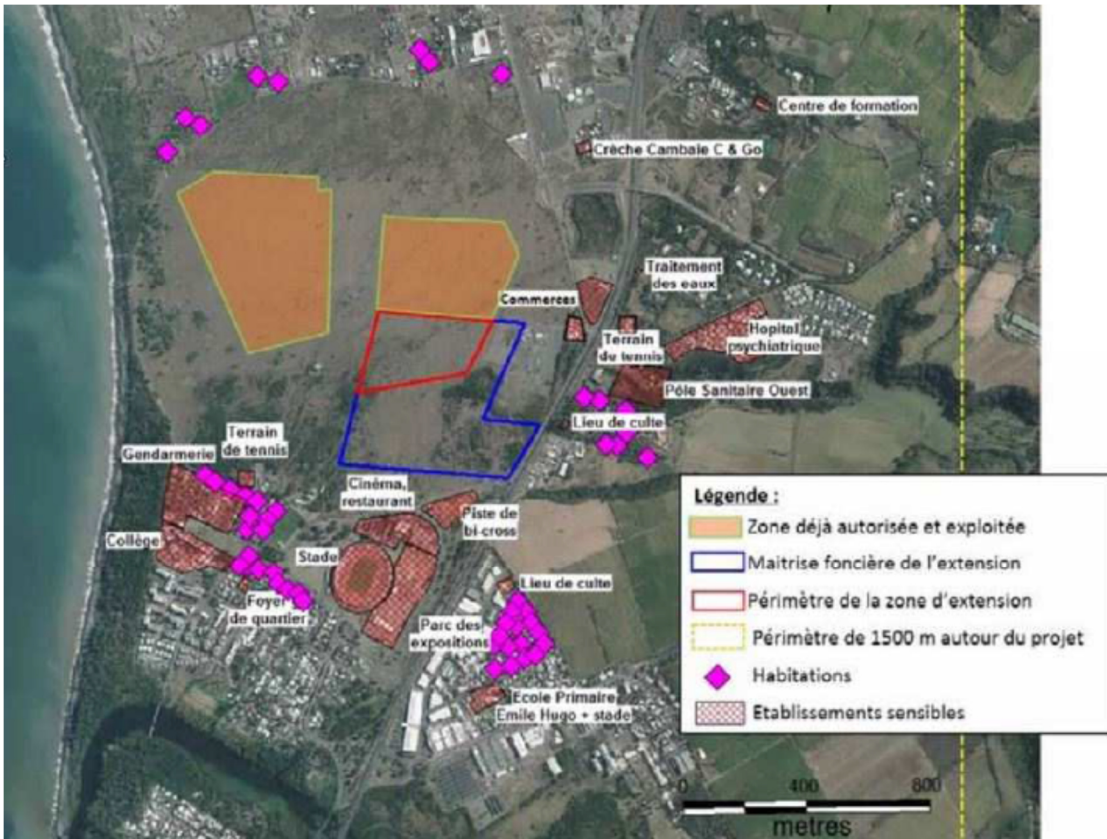 Centre de formation
Crèche Cambaie C & Go
Traitement
des eaux
Commerces
Terrain
de tennis
Hopital
psychiatrique
Pôle Sanitaire Ouest
Lieu de culte
Terrain
de tennis
Gendarmerie
Cinéma,
restaurant
Piste de
bi-cross
Collège
Stade
Foyer
de quartier
Lieu de culte
Parc des
expositions
Ecole Primaire
Emile Hugo + stade
Légende :
Zone déjà autorisée et exploitée
Maitrise foncière de l'extension
Périmètre de la zone d'extension
Périmètre de 1500 m autour du projet
Habitations
Etablissements sensibles
0 400 800
metres